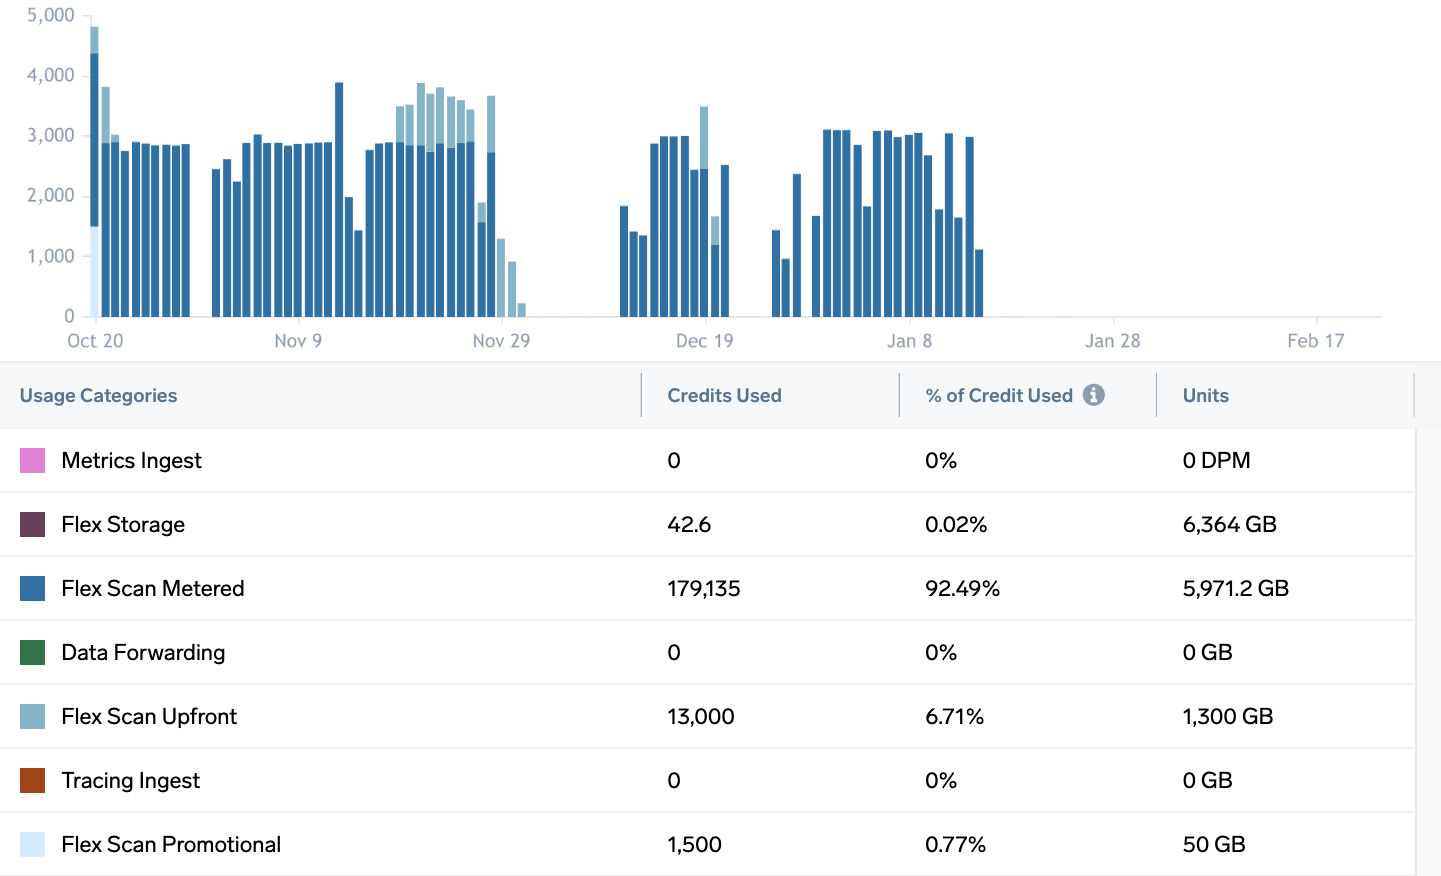 5,000
4,000
3,000
2,000
1,000
0
Oct 20 Nov 9 Nov 29 Dec 19 Jan 8 Jan 28 Feb 17
Usage Categories Credits Used % of Credit Used i Units
Metrics Ingest 0 0% 0 DPM
Flex Storage 42.6 0.02% 6,364 GB
Flex Scan Metered 179,135 92.49% 5,971.2 GB
Data Forwarding 0 0% 0 GB
Flex Scan Upfront 13,000 6.71% 1,300 GB
Tracing Ingest 0 0% 0 GB
Flex Scan Promotional 1,500 0.77% 50 GB